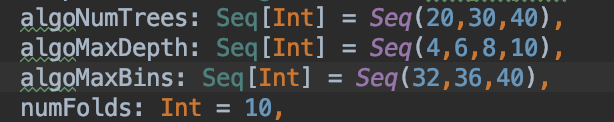 algoNumTrees: Seq[Int] = Seq(20,30,40),
algoMaxDepth: Seq[Int] = Seq(4,6,8,10),
algoMaxBins: Seq[Int] = Seq(32,36,40),
numFolds: Int = 10,